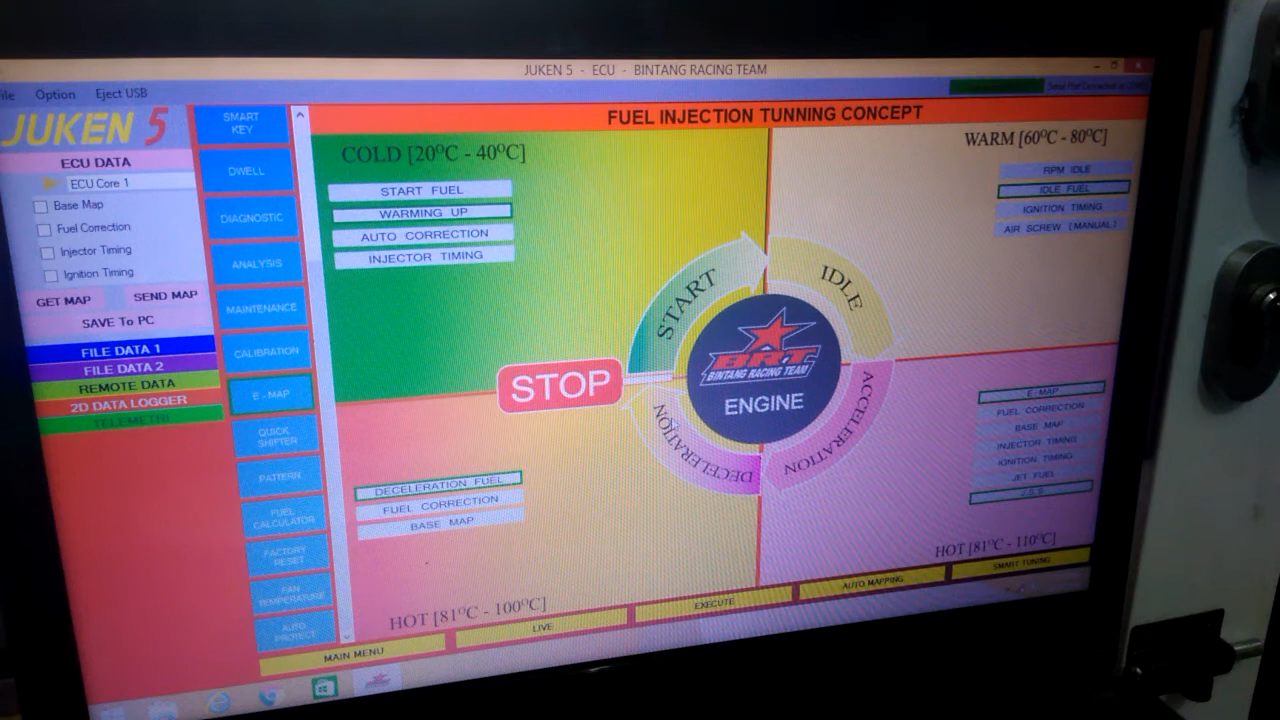 JUKEN 5 - ECU - BINTANG RACING TEAM
Option
Eject USB
JUKEN 5
ECU DATA
ECU Core 1
Base Map
Fuel Correction
Injector Timing
Ignition Timing
GET MAP
SEND MAP
SAVE To PC
FILE DATA 1
FILE DATA 2
REMOTE DATA
2D DATA LOGGER
TELEMETRI
SMART
KEY
DWELL
DIAGNOSTIC
ANALYSIS
MAINTENANCE
CALIBRATION
E - MAP
QUICK
SHIFTER
PATTERN
FUEL
CALCULATOR
FACTORY
RESET
FAN
TEMPERATURE
AUTO
PROTECT
FUEL INJECTION TUNNING CONCEPT
COLD [20°C - 40°C]
START FUEL
WARMING UP
AUTO CORRECTION
INJECTOR TIMING
WARM [60°C - 80°C]
RPM IDLE
IDLE FUEL
IGNITION TIMING
AIR SCREW [MANUAL]
START
IDLE
ACCELERATION
DECELERATION
STOP
BRT
BINTANG RACING TEAM
ENGINE
DECELERATION FUEL
FUEL CORRECTION
BASE MAP
HOT [81°C - 100°C]
E - MAP
FUEL CORRECTION
BASE MAP
INJECTOR TIMING
IGNITION TIMING
JET FUEL
HOT [81°C - 110°C]
MAIN MENU
LIVE
EXECUTE
AUTO MAPPING
SMART TUNING